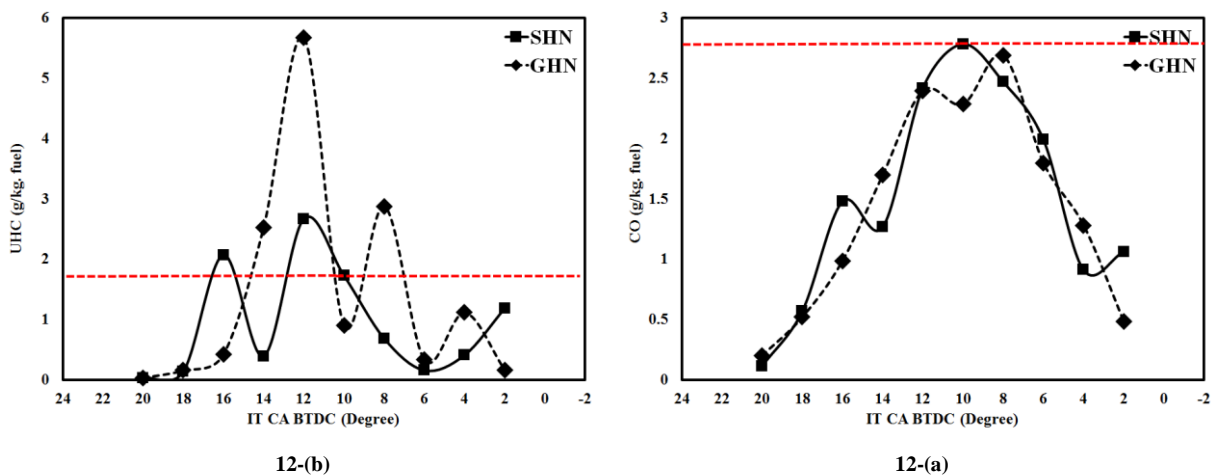 6
5
4
3
2
1
0
UHC (g/kg. fuel)
SHN
GHN
24 22 20 18 16 14 12 10 8 6 4 2 0 -2
IT CA BTDC (Degree)
12-(b)
3
2.5
2
1.5
1
0.5
0
CO (g/kg. fuel)
SHN
GHN
24 22 20 18 16 14 12 10 8 6 4 2 0 -2
IT CA BTDC (Degree)
12-(a)